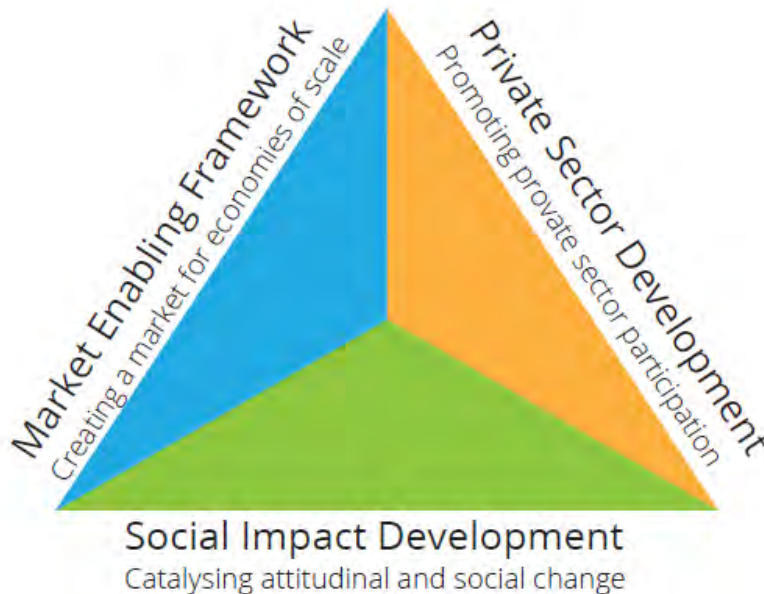 Market Enabling Framework
Creating a market for economies of scale
Private Sector Development
Promoting provate sector participation
Social Impact Development
Catalysing attitudinal and social change